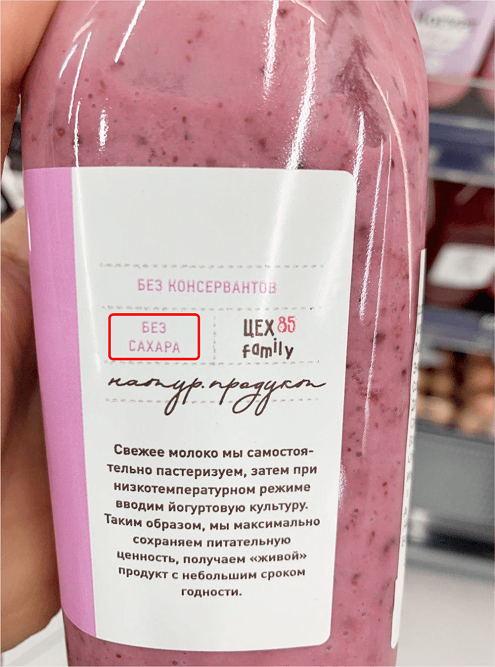 БЕЗ КОНСЕРВАНТОВ
БЕЗ
САХАРА
ЦЕХ 85
family
натур.продукт
Свежее молоко мы самостоя-
тельно пастеризуем, затем при
низкотемпературном режиме
вводим йогуртовую культуру.
Таким образом, мы максимально
сохраняем питательную
ценность, получаем «живой»
продукт с небольшим сроком
годности.